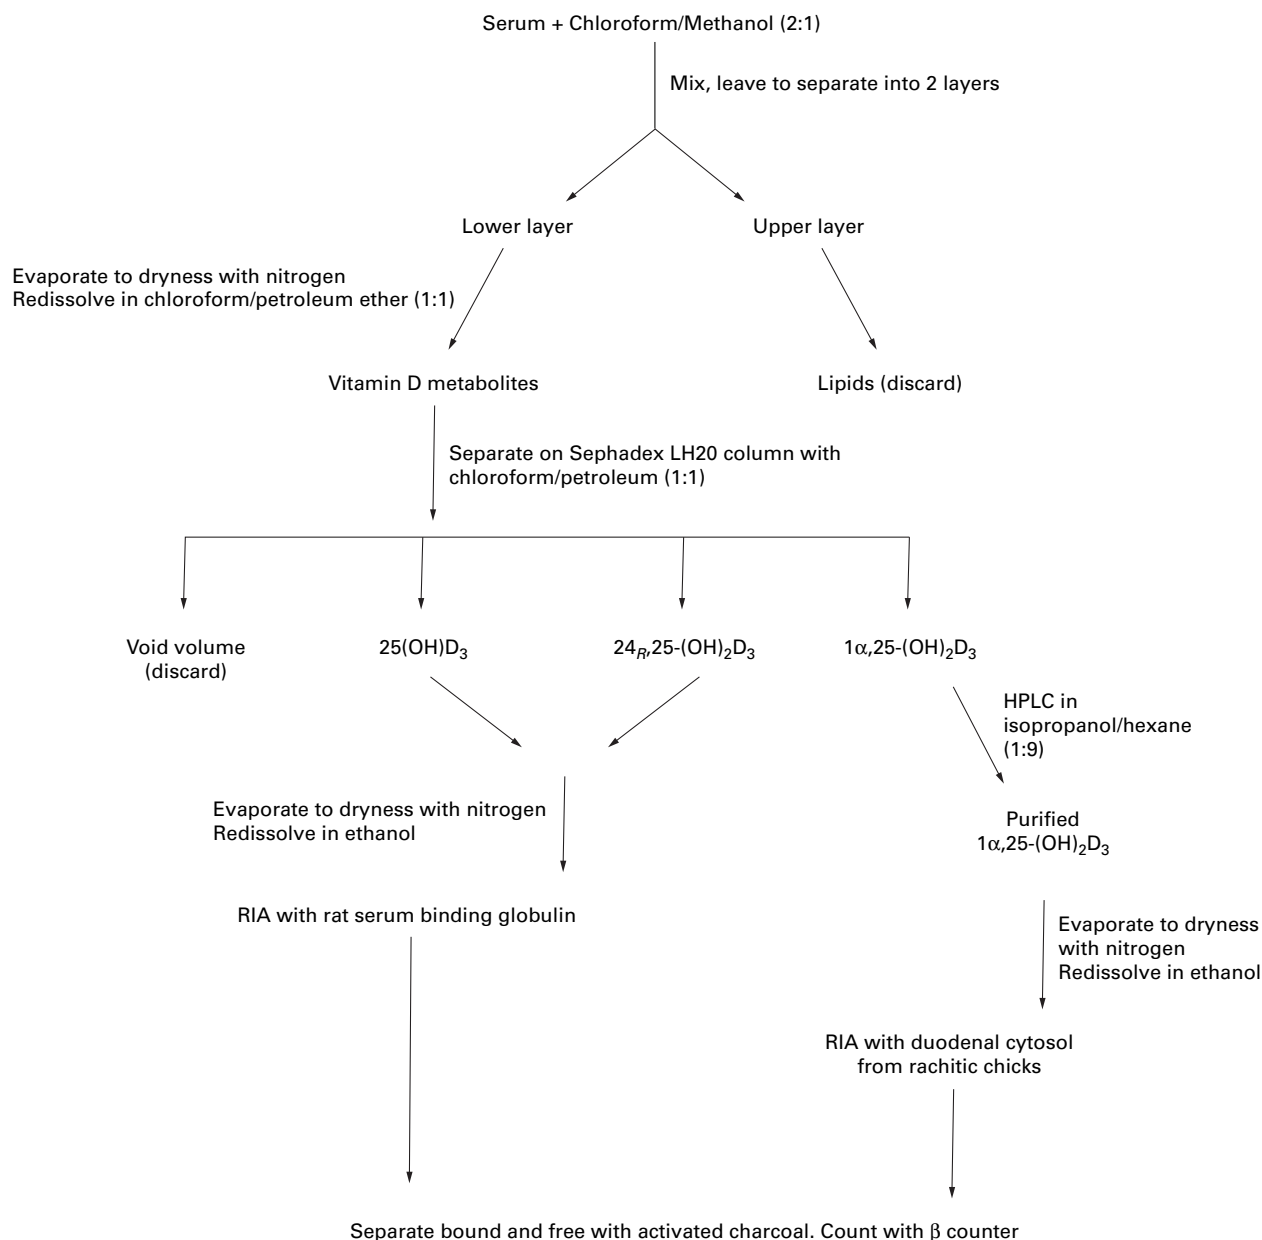 Serum + Chloroform/Methanol (2:1)
Mix, leave to separate into 2 layers
Lower layer
Upper layer
Evaporate to dryness with nitrogen
Redissolve in chloroform/petroleum ether (1:1)
Vitamin D metabolites
Lipids (discard)
Separate on Sephadex LH20 column with
chloroform/petroleum (1:1)
Void volume
(discard)
25(OH)D₃
24R,25-(OH)₂D₃
1α,25-(OH)₂D₃
HPLC in
isopropanol/hexane
(1:9)
Evaporate to dryness with nitrogen
Redissolve in ethanol
Purified
1α,25-(OH)₂D₃
RIA with rat serum binding globulin
Evaporate to dryness
with nitrogen
Redissolve in ethanol
RIA with duodenal cytosol
from rachitic chicks
Separate bound and free with activated charcoal. Count with β counter